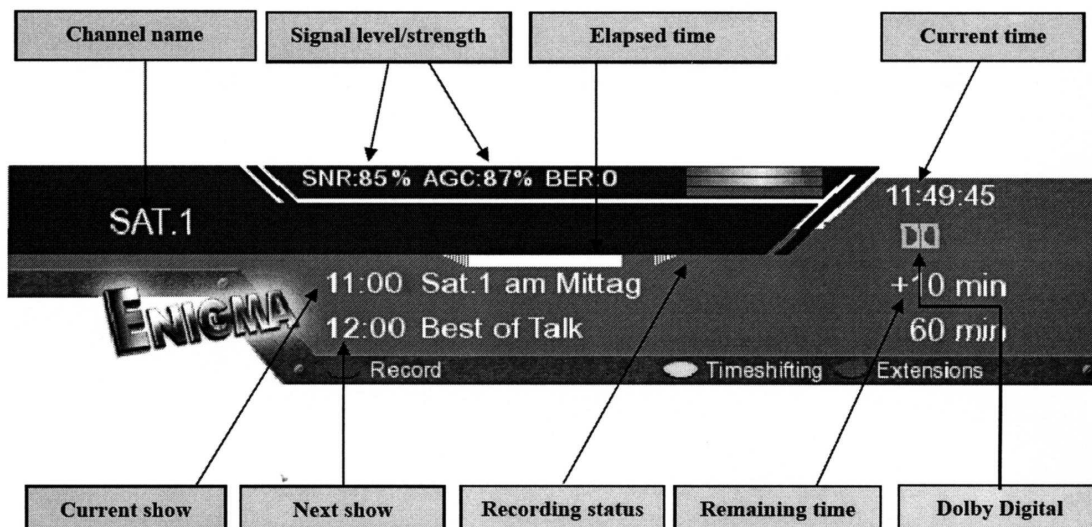 Channel name
Signal level/strength
Elapsed time
Current time
SNR:85% AGC:87% BER:0
11:49:45
SAT.1
11:00 Sat.1 am Mittag +10 min
ENIGMA
12:00 Best of Talk 60 min
Record Timeshifting Extensions
Current show
Next show
Recording status
Remaining time
Dolby Digital